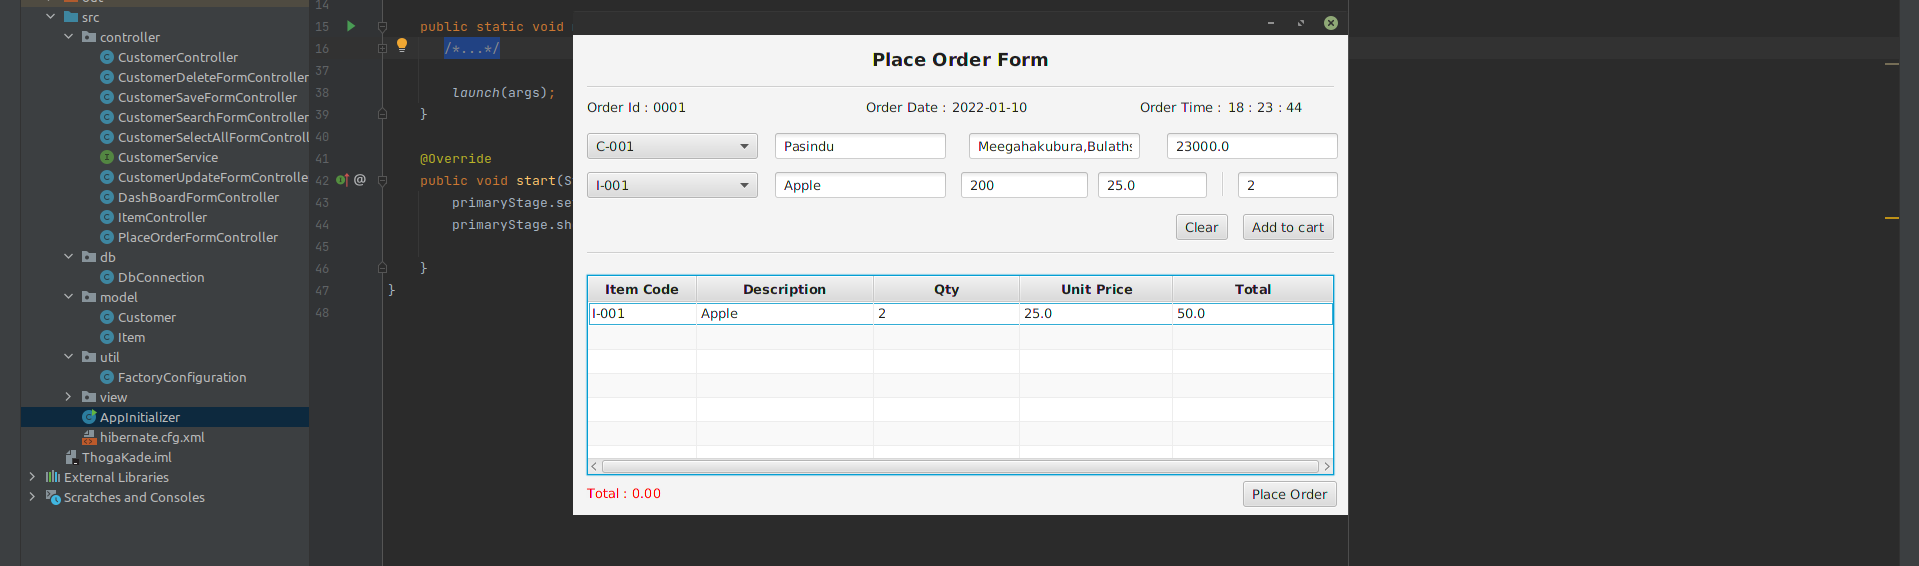 src
controller
CustomerController
CustomerDeleteFormController
CustomerSaveFormController
CustomerSearchFormController
CustomerSelectAllFormControll
CustomerService
CustomerUpdateFormControlle
DashBoardFormController
ItemController
PlaceOrderFormController
db
DbConnection
model
Customer
Item
util
FactoryConfiguration
view
AppInitializer
hibernate.cfg.xml
ThogaKade.iml
External Libraries
Scratches and Consoles
14
15 public static void
16 /*...*/
37
38 launch(args);
39 }
40
41 @Override
42 @ public void start(S
43 primaryStage.se
44 primaryStage.sh
45
46 }
47 }
48
Place Order Form
Order Id : 0001 Order Date : 2022-01-10 Order Time : 18 : 23 : 44
C-001 Pasindu Meegahakubura,Bulaths 23000.0
I-001 Apple 200 25.0 2
Clear Add to cart
Item Code Description Qty Unit Price Total
I-001 Apple 2 25.0 50.0
Total : 0.00 Place Order